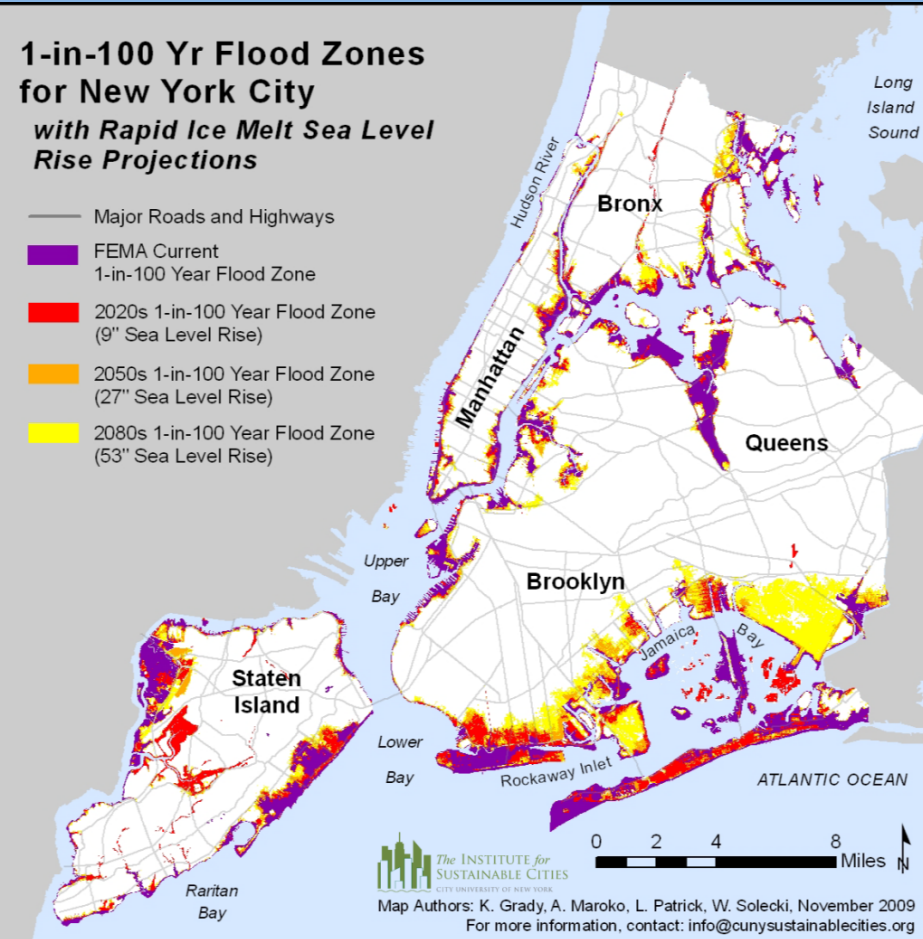 1-in-100 Yr Flood Zones
for New York City
with Rapid Ice Melt Sea Level
Rise Projections
Major Roads and Highways
FEMA Current
1-in-100 Year Flood Zone
2020s 1-in-100 Year Flood Zone
(9" Sea Level Rise)
2050s 1-in-100 Year Flood Zone
(27" Sea Level Rise)
2080s 1-in-100 Year Flood Zone
(53" Sea Level Rise)
Long
Island
Sound
Hudson River
Bronx
Manhattan
Queens
Upper
Bay
Brooklyn
Jamaica
Bay
Staten
Island
Lower
Bay
Rockaway Inlet
ATLANTIC OCEAN
Raritan
Bay
0 2 4 8
Miles
N
The INSTITUTE for
SUSTAINABLE CITIES
CITY UNIVERSITY OF NEW YORK
Map Authors: K. Grady, A. Maroko, L. Patrick, W. Solecki, November 2009
For more information, contact: info@cunysustainablecities.org